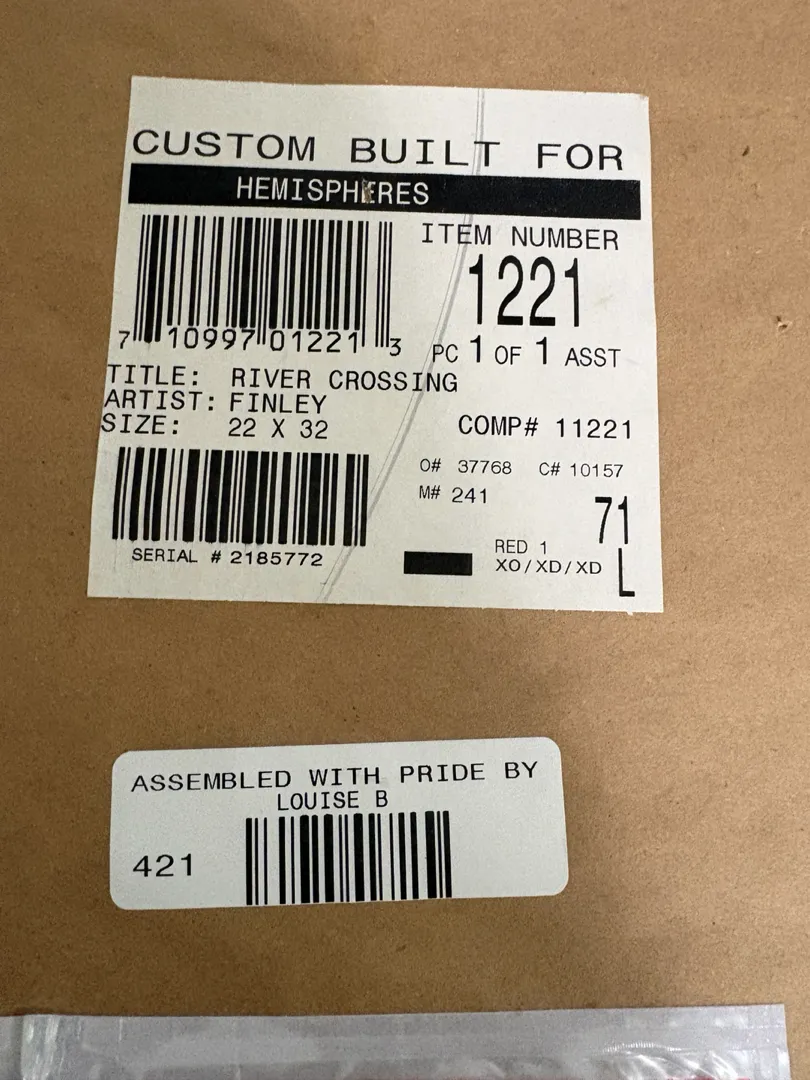 CUSTOM BUILT FOR
HEMISPHERES
ITEM NUMBER
1221
7 10997 01221 3
PC 1 OF 1 ASST
TITLE: RIVER CROSSING
ARTIST: FINLEY
SIZE: 22 X 32
COMP# 11221
O# 37768 C# 10157
M# 241
71
L
SERIAL # 2185772
RED 1
XO/XD/XD
ASSEMBLED WITH PRIDE BY
LOUISE B
421